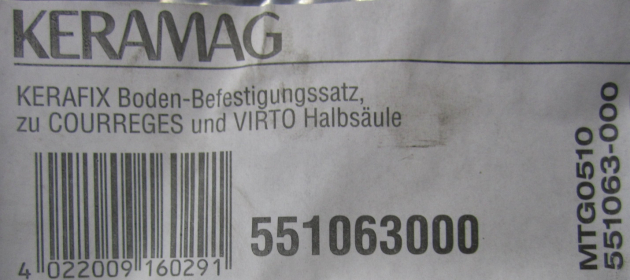 KERAMAG
KERAFIX Boden-Befestigungssatz,
zu COURREGES und VIRTO Halbsäule
551063000
4 022009 160291
MTG0510
551063-000